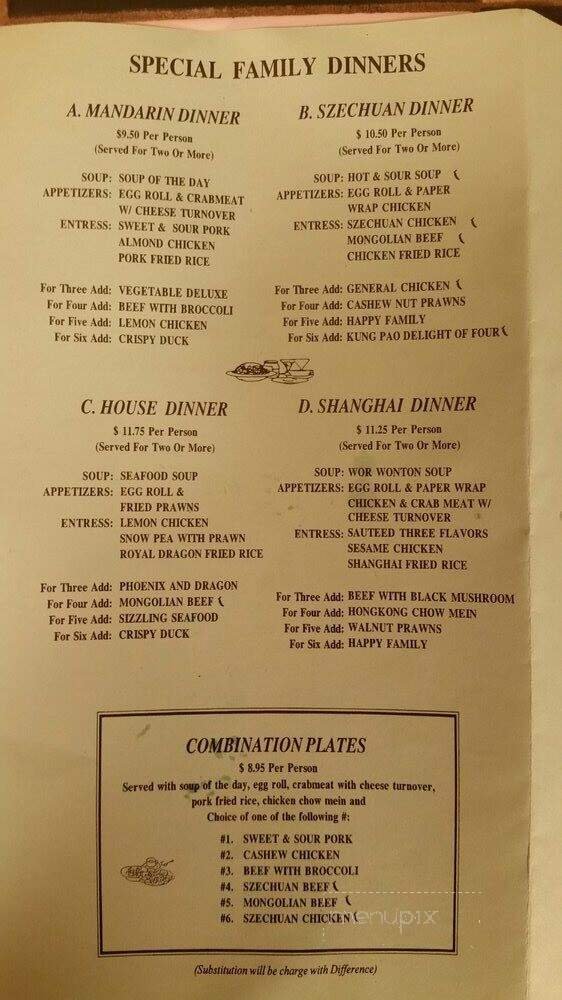 SPECIAL FAMILY DINNERS
A. MANDARIN DINNER
$9.50 Per Person
(Served For Two Or More)
SOUP: SOUP OF THE DAY
APPETIZERS: EGG ROLL & CRABMEAT
W/ CHEESE TURNOVER
ENTRESS: SWEET & SOUR PORK
ALMOND CHICKEN
PORK FRIED RICE
For Three Add: VEGETABLE DELUXE
For Four Add: BEEF WITH BROCCOLI
For Five Add: LEMON CHICKEN
For Six Add: CRISPY DUCK
B. SZECHUAN DINNER
$ 10.50 Per Person
(Served For Two Or More)
SOUP: HOT & SOUR SOUP
APPETIZERS: EGG ROLL & PAPER
WRAP CHICKEN
ENTRESS: SZECHUAN CHICKEN
MONGOLIAN BEEF
CHICKEN FRIED RICE
For Three Add: GENERAL CHICKEN
For Four Add: CASHEW NUT PRAWNS
For Five Add: HAPPY FAMILY
For Six Add: KUNG PAO DELIGHT OF FOUR
C. HOUSE DINNER
$ 11.75 Per Person
(Served For Two Or More)
SOUP: SEAFOOD SOUP
APPETIZERS: EGG ROLL &
FRIED PRAWNS
ENTRESS: LEMON CHICKEN
SNOW PEA WITH PRAWN
ROYAL DRAGON FRIED RICE
For Three Add: PHOENIX AND DRAGON
For Four Add: MONGOLIAN BEEF
For Five Add: SIZZLING SEAFOOD
For Six Add: CRISPY DUCK
D. SHANGHAI DINNER
$ 11.25 Per Person
(Served For Two Or More)
SOUP: WOR WONTON SOUP
APPETIZERS: EGG ROLL & PAPER WRAP
CHICKEN & CRAB MEAT W/
CHEESE TURNOVER
ENTRESS: SAUTEED THREE FLAVORS
SESAME CHICKEN
SHANGHAI FRIED RICE
For Three Add: BEEF WITH BLACK MUSHROOM
For Four Add: HONGKONG CHOW MEIN
For Five Add: WALNUT PRAWNS
For Six Add: HAPPY FAMILY
COMBINATION PLATES
$ 8.95 Per Person
Served with soup of the day, egg roll, crabmeat with cheese turnover,
pork fried rice, chicken chow mein and
Choice of one of the following #:
#1. SWEET & SOUR PORK
#2. CASHEW CHICKEN
#3. BEEF WITH BROCCOLI
#4. SZECHUAN BEEF
#5. MONGOLIAN BEEF
#6. SZECHUAN CHICKEN
menupix
(Substitution will be charge with Difference)